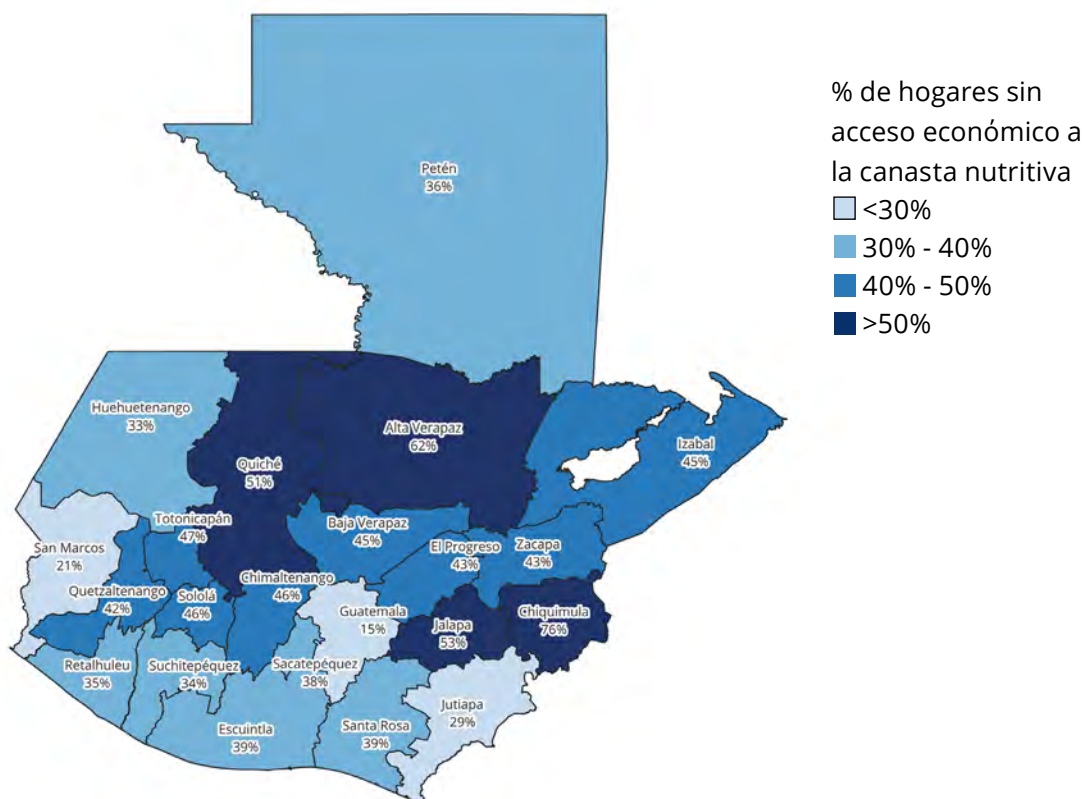 % de hogares sin
acceso económico a
la canasta nutritiva
<30%
30% - 40%
40% - 50%
>50%
Petén
36%
Huehuetenango
33%
Alta Verapaz
62%
Quiché
51%
Izabal
45%
Totonicapán
47%
Baja Verapaz
45%
San Marcos
21%
El Progreso
43%
Zacapa
43%
Quetzaltenango
42%
Sololá
46%
Chimaltenango
46%
Guatemala
15%
Jalapa
53%
Chiquimula
76%
Retalhuleu
35%
Suchitepéquez
34%
Sacatepéquez
38%
Jutiapa
29%
Escuintla
39%
Santa Rosa
39%